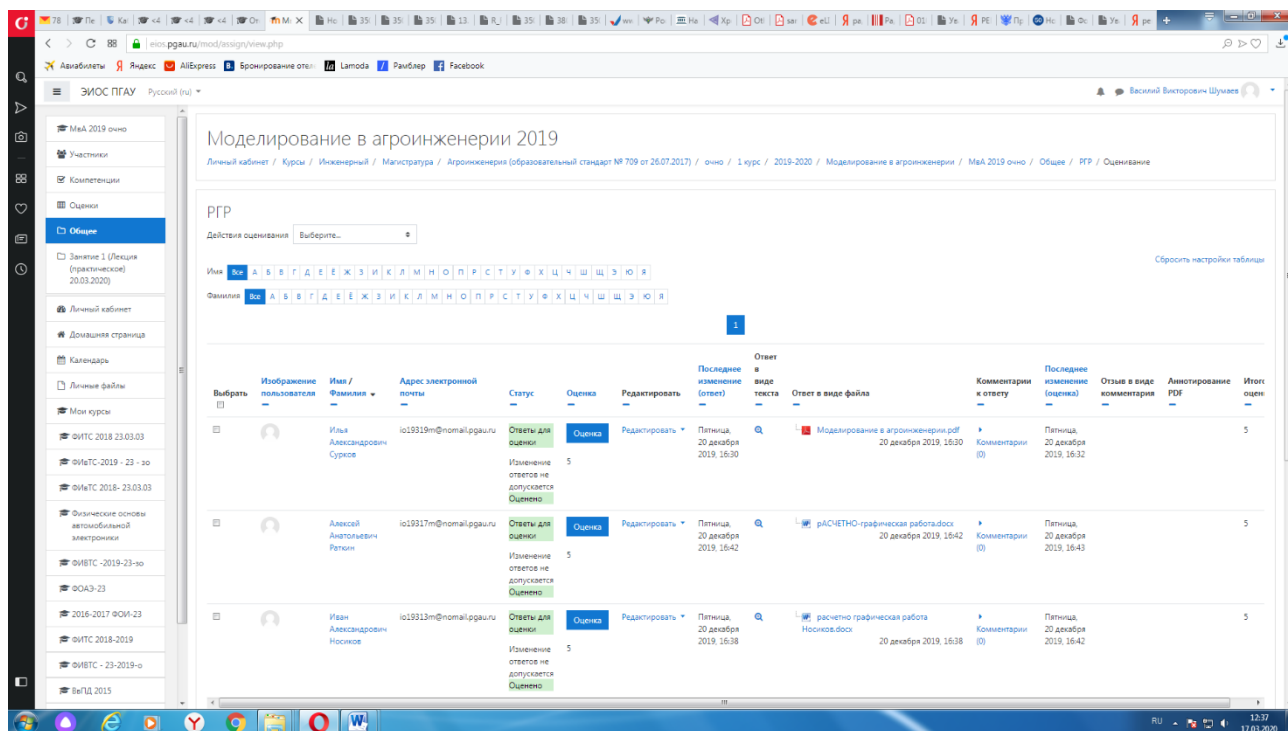 78
eios.pgau.ru/mod/assign/view.php
Авиабилеты Яндекс AliExpress Бронирование отел Lamoda Рамблер Facebook
ЭИОС ПГАУ Русский (ru)
Василий Викторович Шумаев
МвА 2019 очно
Участники
Компетенции
Оценки
Общее
Занятие 1 (Лекция
(практическое)
20.03.2020)
Личный кабинет
Домашняя страница
Календарь
Личные файлы
Мои курсы
ФИТС 2018 23.03.03
ФИвТС-2019 - 23 - зо
ФИвТС 2018- 23.03.03
Физические основы
автомобильной
электроники
ФИВТС -2019-23-зо
ФОАЭ-23
2016-2017 ФОИ-23
ФИТС 2018-2019
ФИВТС - 23-2019-о
ВвПД 2015
Моделирование в агроинженерии 2019
Личный кабинет / Курсы / Инженерный / Магистратура / Агроинженерия (образовательный стандарт № 709 от 26.07.2017) / очно / 1 курс / 2019-2020 / Моделирование в агроинженерии / МвА 2019 очно / Общее / РГР / Оценивание
РГР
Действия оценивания Выберите...
Сбросить настройки таблицы
Имя Все А Б В Г Д Е Ё Ж З И К Л М Н О П Р С Т У Ф Х Ц Ч Ш Щ Э Ю Я
Фамилия Все А Б В Г Д Е Ё Ж З И К Л М Н О П Р С Т У Ф Х Ц Ч Ш Щ Э Ю Я
1
Выбрать
Изображение
пользователя
Имя /
Фамилия
Адрес электронной
почты
Статус
Оценка
Редактировать
Последнее
изменение
(ответ)
Ответ
в
виде
текста
Ответ в виде файла
Комментарии
к ответу
Последнее
изменение
(оценка)
Отзыв в виде
комментария
Аннотирование
PDF
Итого
оцен
Илья
Александрович
Сурков
io19319m@nomail.pgau.ru
Ответы для
оценки
Изменение
ответов не
допускается
Оценено
Оценка
5
Редактировать
Пятница,
20 декабря
2019, 16:30
Моделирование в агроинженерии.pdf
20 декабря 2019, 16:30
Комментарии
(0)
Пятница,
20 декабря
2019, 16:32
5
Алексей
Анатольевич
Раткин
io19317m@nomail.pgau.ru
Ответы для
оценки
Изменение
ответов не
допускается
Оценено
Оценка
5
Редактировать
Пятница,
20 декабря
2019, 16:42
рАСЧЕТНО-графическая работа.docx
20 декабря 2019, 16:42
Комментарии
(0)
Пятница,
20 декабря
2019, 16:43
5
Иван
Александрович
Носиков
io19313m@nomail.pgau.ru
Ответы для
оценки
Изменение
ответов не
допускается
Оценено
Оценка
5
Редактировать
Пятница,
20 декабря
2019, 16:38
расчетно графическая работа
Носиков.docx
20 декабря 2019, 16:38
Комментарии
(0)
Пятница,
20 декабря
2019, 16:42
5
RU
12:37
17.03.2020